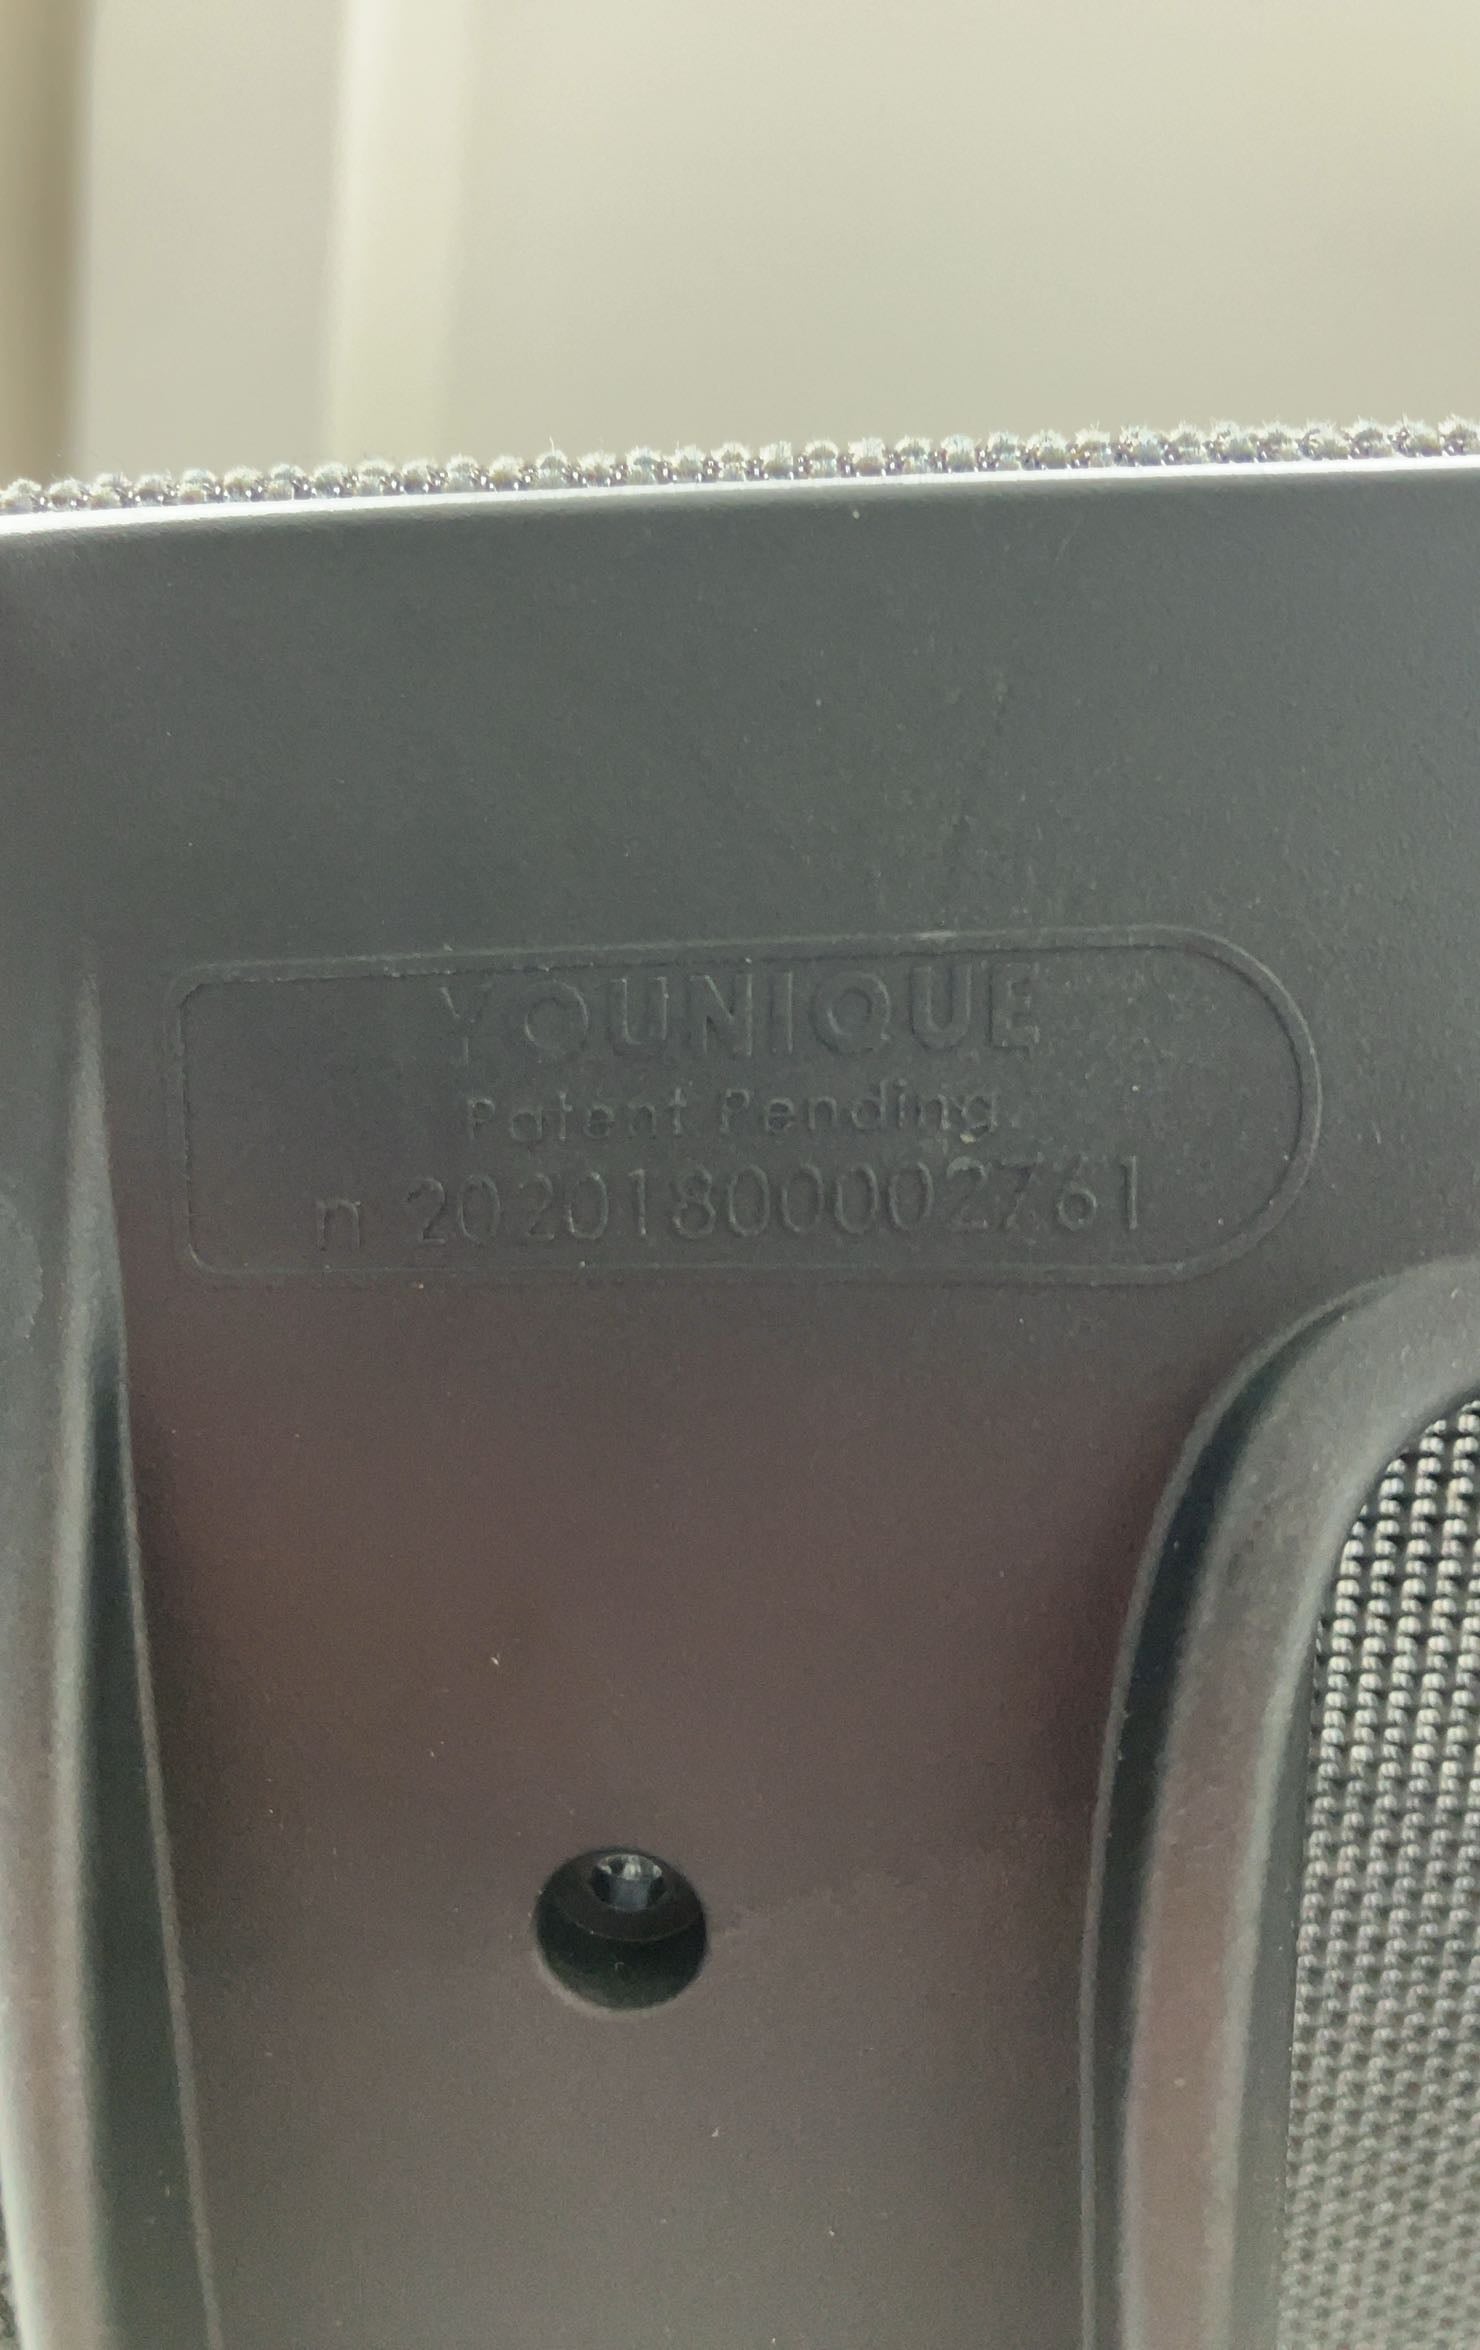 YOUNIQUE
Patent Pending
n 202018000002761